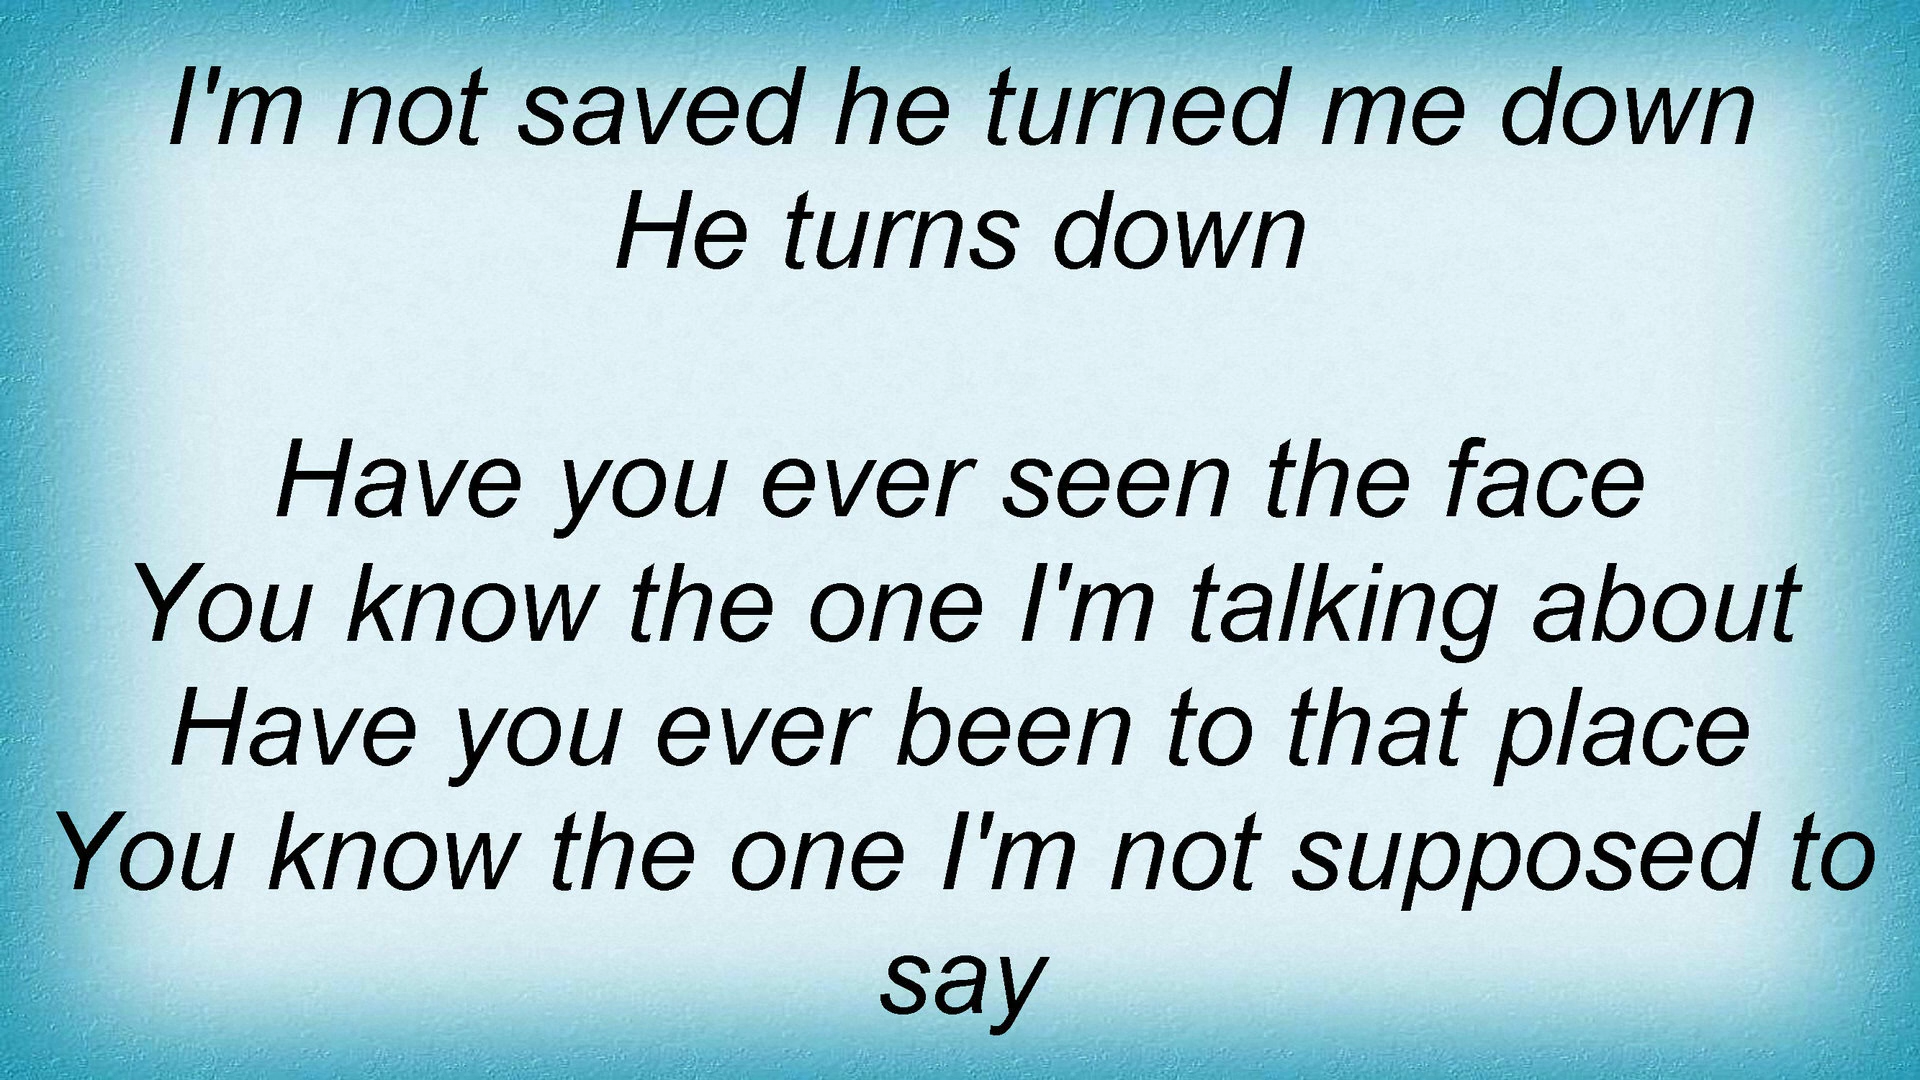 I'm not saved he turned me down
He turns down
Have you ever seen the face
You know the one I'm talking about
Have you ever been to that place
You know the one I'm not supposed to
say